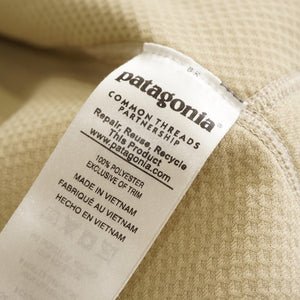 patagonia®
COMMON THREADS
PARTNERSHIP
Repair, Reuse, Recycle
This Product
www.patagonia.com
100% POLYESTER
EXCLUSIVE OF TRIM
MADE IN VIETNAM
FABRIQUÉ AU VIETNAM
HECHO EN VIETNAM